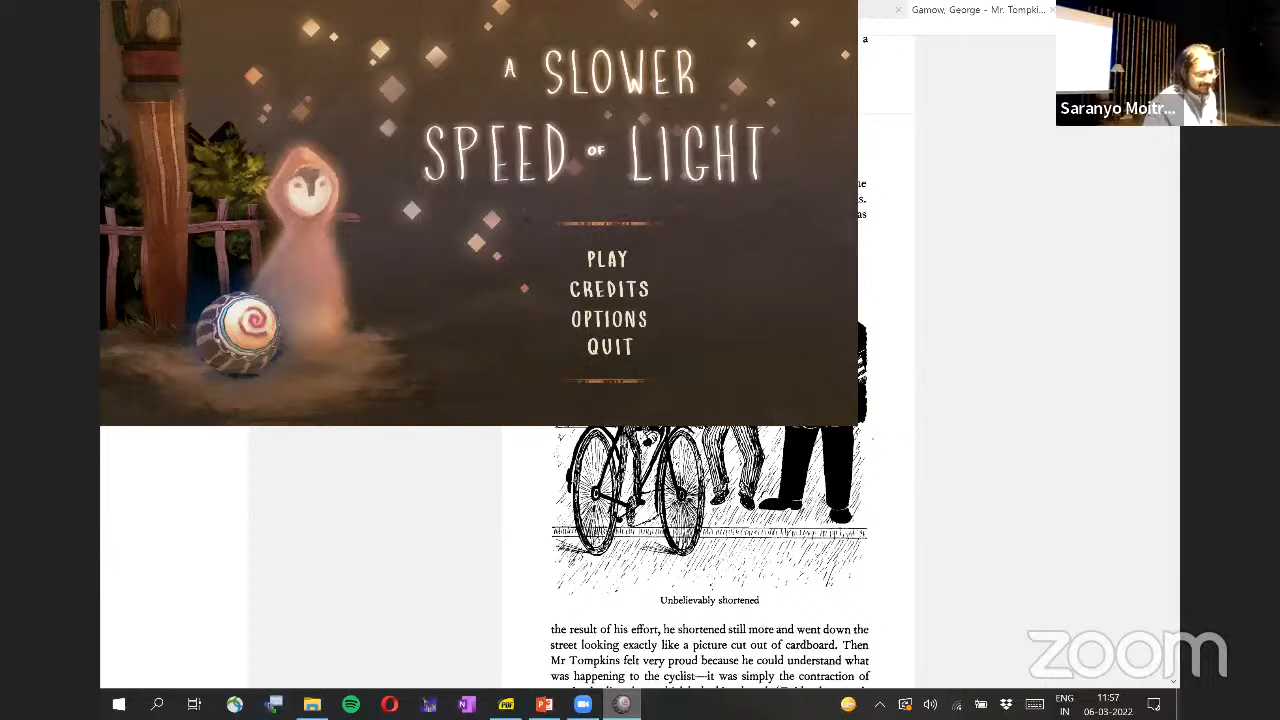 Gamow, George - Mr. Tompki...
a
Saranyo Moitr...
A SLOWER
SPEED OF LIGHT
s.
as
PLAY
CREDITS
OPTIONS
QUIT
Unbelievably shortened
the result of his effort, he shortened still more and went down the
street looking exactly like a picture cut out of cardboard. Then
Mr Tompkins felt very proud because he could understand what
was happening to the cyclist—it was simply the contraction of
zoom
PDF
ENG
IN
11:57
06-03-2022